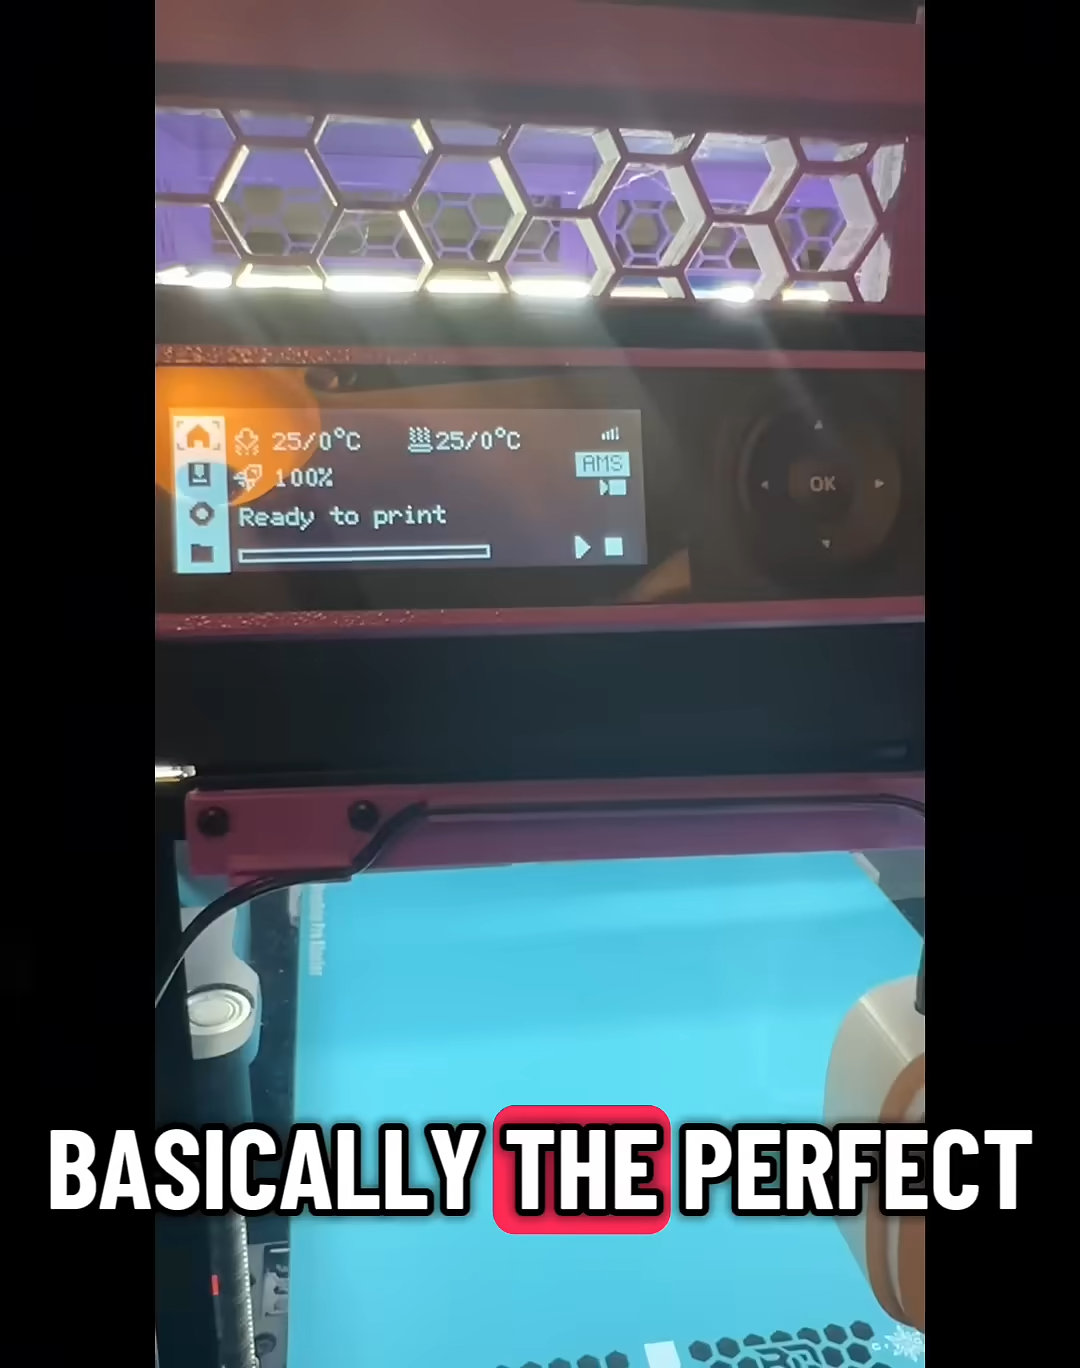 25/0°C 25/0°C
AMS
100%
Ready to print
OK
BASICALLY THE PERFECT